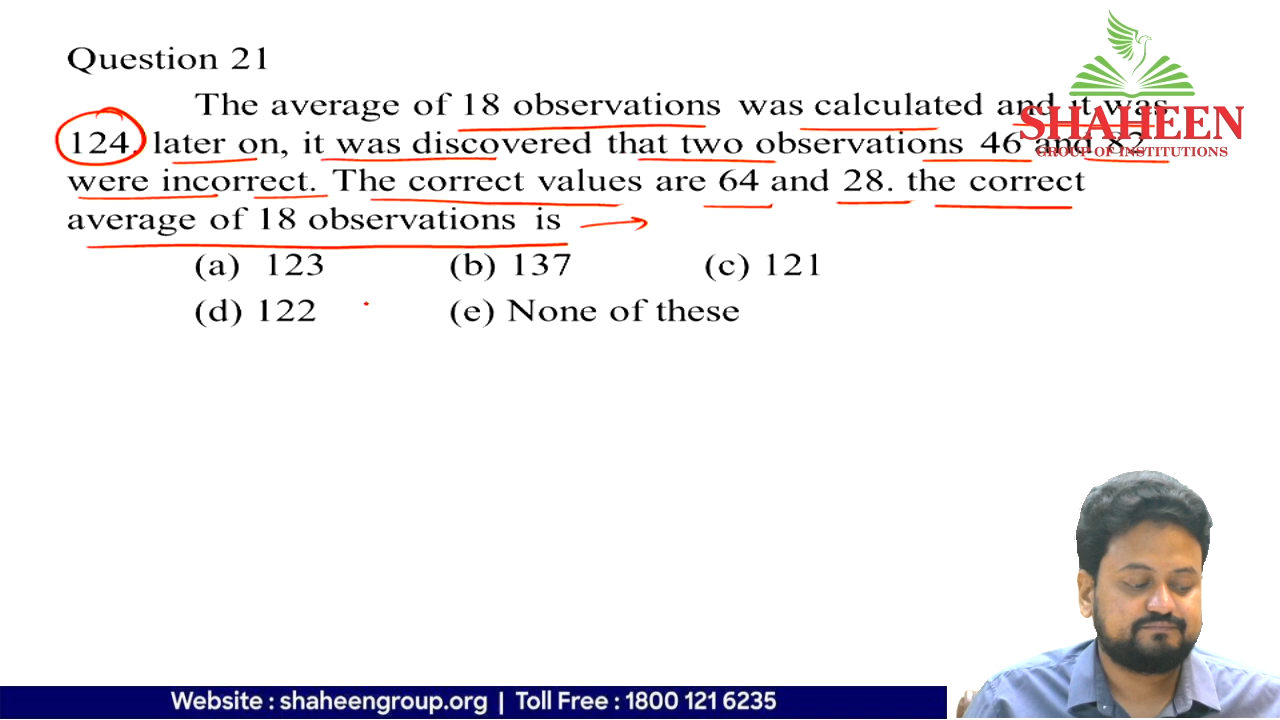 Question 21
The average of 18 observations was calculated and it was
124. later on, it was discovered that two observations 46 and 82
were incorrect. The correct values are 64 and 28. the correct
average of 18 observations is
(a) 123 (b) 137 (c) 121
(d) 122 (e) None of these
SHAHEEN
GROUP OF INSTITUTIONS
Website : shaheengroup.org | Toll Free : 1800 121 6235